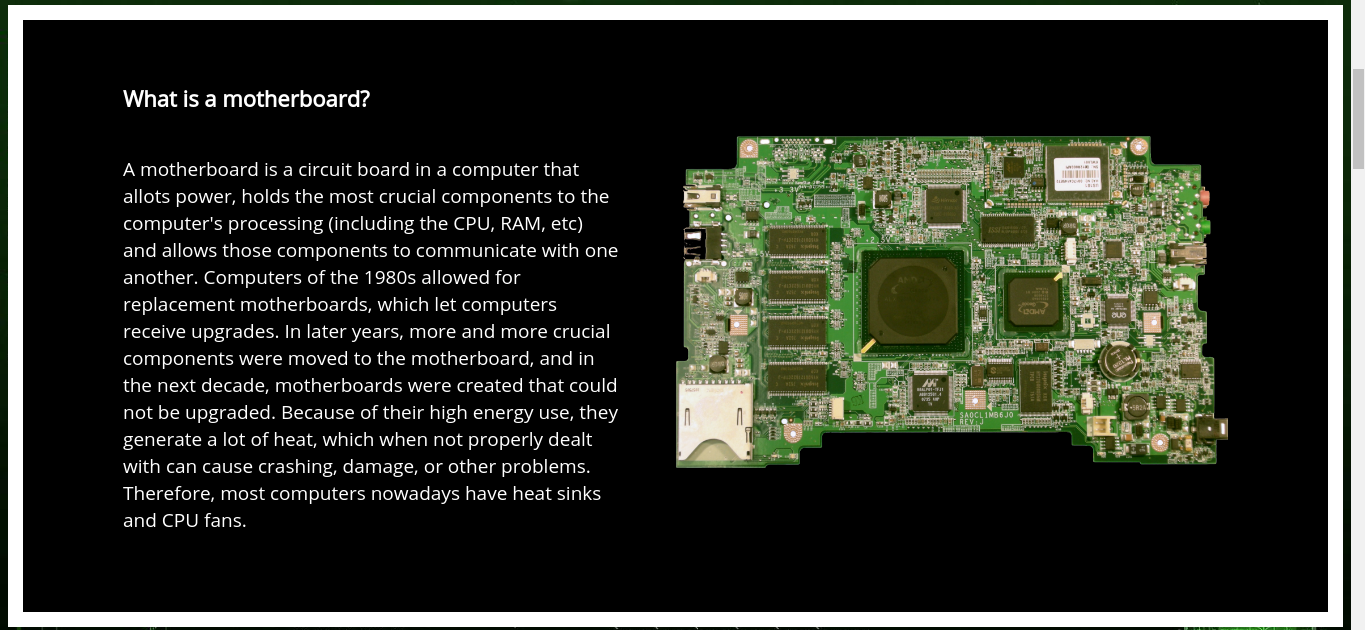 What is a motherboard?
A motherboard is a circuit board in a computer that
allots power, holds the most crucial components to the
computer's processing (including the CPU, RAM, etc)
and allows those components to communicate with one
another. Computers of the 1980s allowed for
replacement motherboards, which let computers
receive upgrades. In later years, more and more crucial
components were moved to the motherboard, and in
the next decade, motherboards were created that could
not be upgraded. Because of their high energy use, they
generate a lot of heat, which when not properly dealt
with can cause crashing, damage, or other problems.
Therefore, most computers nowadays have heat sinks
and CPU fans.
AMD
SA0CL1MB6J0
REV:J